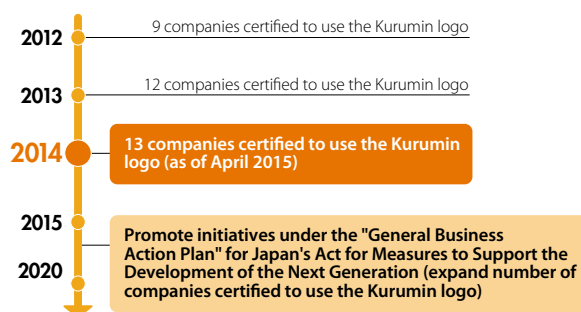 2012
9 companies certified to use the Kurumin logo
2013
12 companies certified to use the Kurumin logo
2014
13 companies certified to use the Kurumin
logo (as of April 2015)
2015
Promote initiatives under the "General Business
Action Plan" for Japan's Act for Measures to Support the
Development of the Next Generation (expand number of
companies certified to use the Kurumin logo)
2020